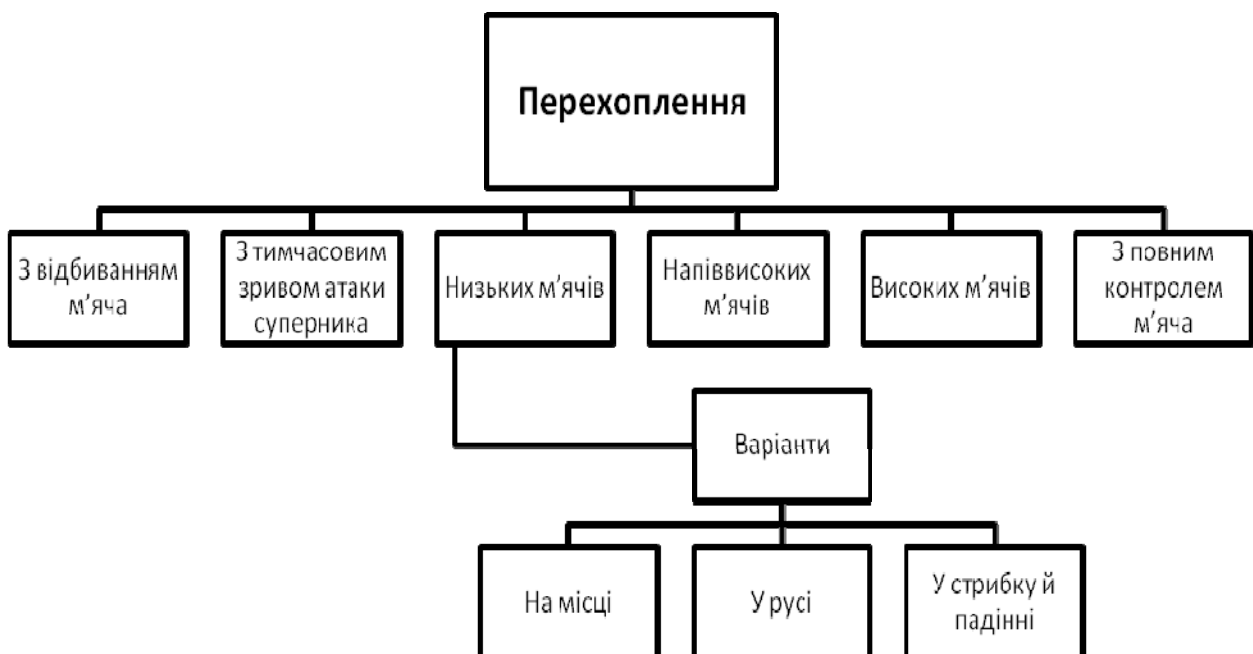 Перехоплення
З відбиванням
м’яча
З тимчасовим
зривом атаки
суперника
Низьких м’ячів
Напіввисоких
м’ячів
Високих м’ячів
З повним
контролем
м’яча
Варіанти
На місці
У русі
У стрибку й
падінні